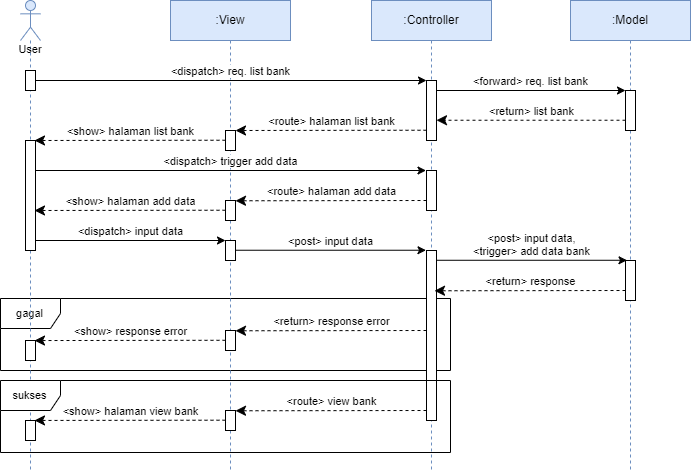 :View
:Controller
:Model
User
<dispatch> req. list bank
<forward> req. list bank
<return> list bank
<route> halaman list bank
<show> halaman list bank
<dispatch> trigger add data
<route> halaman add data
<show> halaman add data
<dispatch> input data
<post> input data
<post> input data,
<trigger> add data bank
<return> response
gagal
<return> response error
<show> response error
sukses
<route> view bank
<show> halaman view bank